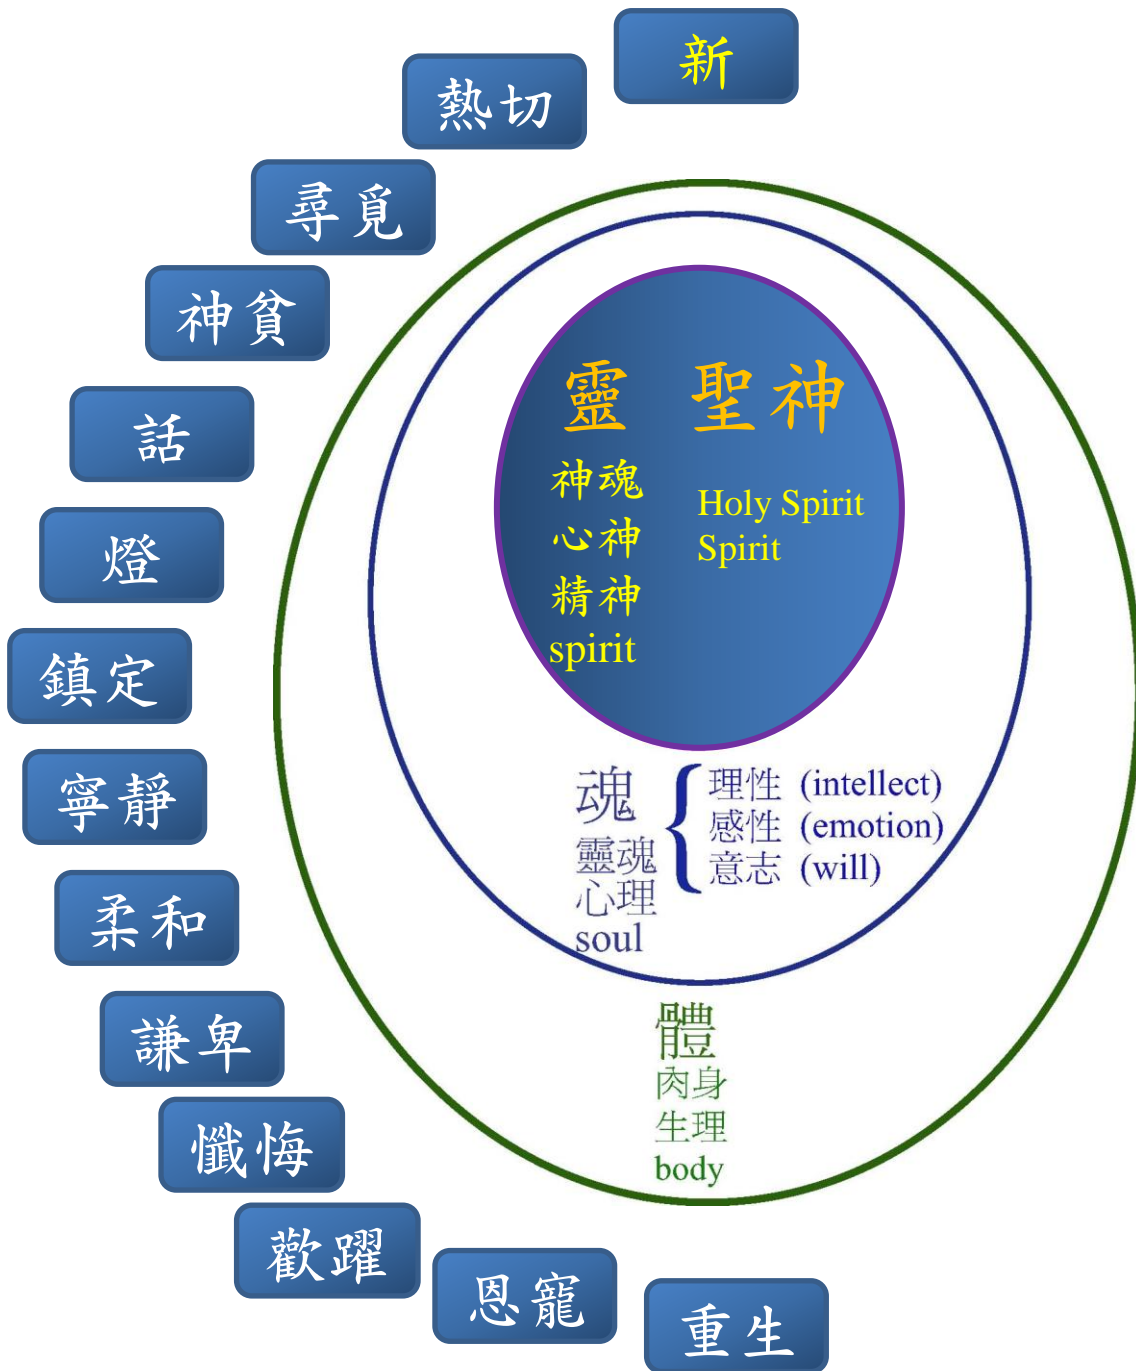 新
熱切
尋覓
神貧
話
燈
鎮定
寧靜
柔和
謙卑
懺悔
歡躍
恩寵
重生
靈 聖神
神魂
心神
精神
spirit
Holy Spirit
Spirit
魂
靈魂
心理
soul
{
理性 (intellect)
感性 (emotion)
意志 (will)
體
肉身
生理
body